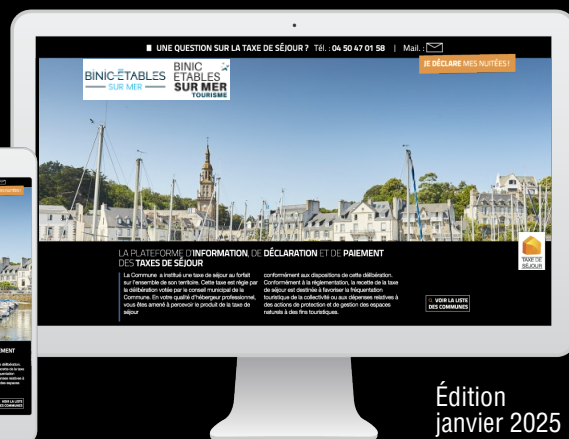 UNE QUESTION SUR LA TAXE DE SÉJOUR ? Tél. : 04 50 47 01 58 | Mail. :
JE DÉCLARE MES NUITÉES !
BINIC-ÉTABLES
SUR MER
BINIC
ETABLES
SUR MER
TOURISME
LA PLATEFORME D'INFORMATION, DE DÉCLARATION ET DE PAIEMENT
DES TAXES DE SÉJOUR
La Commune a institué une taxe de séjour au forfait
sur l'ensemble de son territoire. Cette taxe est régie par
la délibération votée par le conseil municipal de la
Commune. En votre qualité d'hébergeur professionnel,
vous êtes amené à percevoir le produit de la taxe de
séjour
conformément aux dispositions de cette délibération.
Conformément à la réglementation, la recette de la taxe
de séjour est destinée à favoriser la fréquentation
touristique de la collectivité ou aux dépenses relatives à
des actions de protection et de gestion des espaces
naturels à des fins touristiques.
TAXE DE
SÉJOUR
VOIR LA LISTE
DES COMMUNES
Édition
janvier 2025